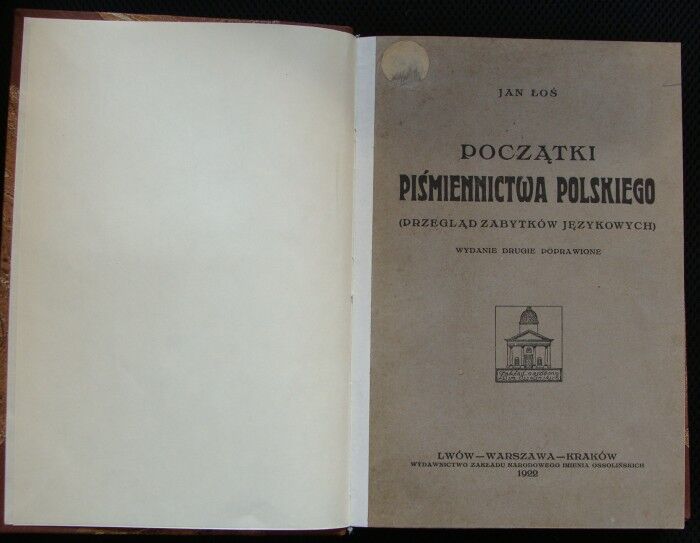 JAN ŁOŚ
POCZĄTKI
PIŚMIENNICTWA POLSKIEGO
(PRZEGLĄD ZABYTKÓW JĘZYKOWYCH)
WYDANIE DRUGIE POPRAWIONE
LWÓW—WARSZAWA—KRAKÓW
WYDAWNICTWO ZAKŁADU NARODOWEGO IMIENIA OSSOLIŃSKICH
1922